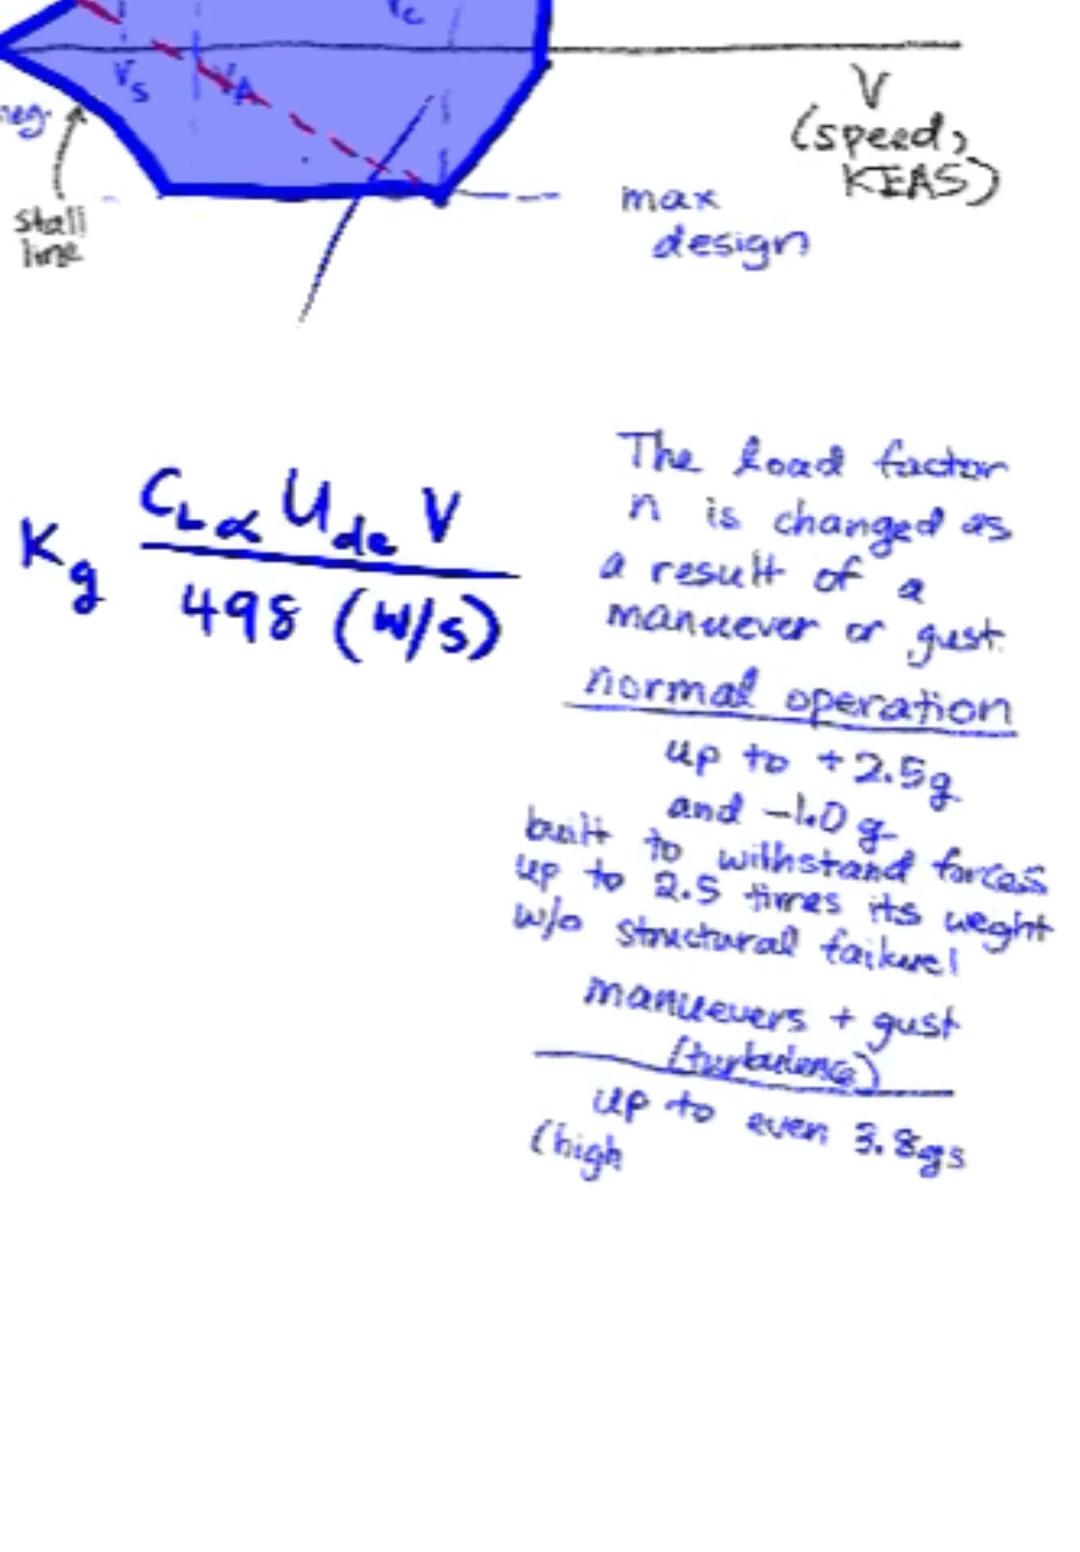 Vc
Vs
VA
neg.
stall
line
V
(speed,
KEAS)
max
design
Kg CLα Ude V
498 (W/S)
The load factor
n is changed as
a result of a
manuever or gust.
normal operation
up to +2.5g
and -1.0g
built to withstand forces
up to 2.5 times its weght
w/o structural failure!
manuevers + gust
(turbulence)
up to even 3.8gs
(high